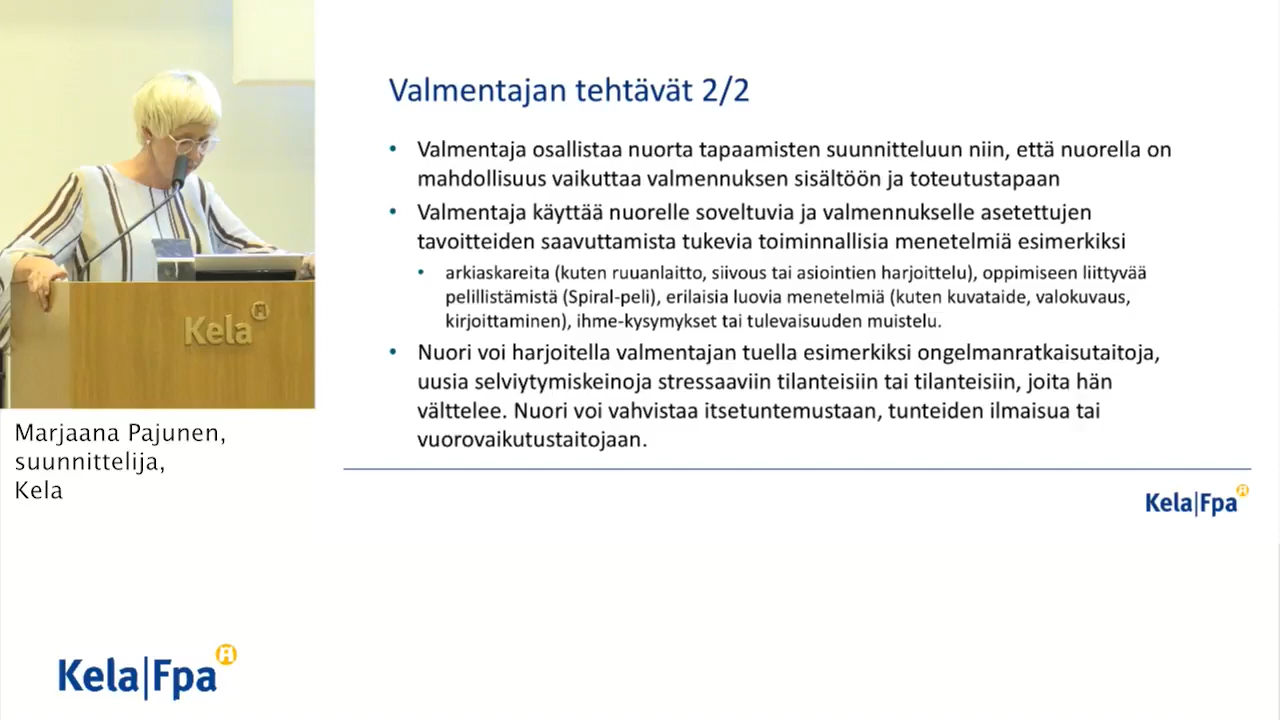 Valmentajan tehtävät 2/2
• Valmentaja osallistaa nuorta tapaamisten suunnitteluun niin, että nuorella on
mahdollisuus vaikuttaa valmennuksen sisältöön ja toteutustapaan
• Valmentaja käyttää nuorelle soveltuvia ja valmennukselle asetettujen
tavoitteiden saavuttamista tukevia toiminnallisia menetelmiä esimerkiksi
• arkiaskareita (kuten ruuanlaitto, siivous tai asiointien harjoittelu), oppimiseen liittyvää
pelillistämistä (Spiral-peli), erilaisia luovia menetelmiä (kuten kuvataide, valokuvaus,
kirjoittaminen), ihme-kysymykset tai tulevaisuuden muistelu.
• Nuori voi harjoitella valmentajan tuella esimerkiksi ongelmanratkaisutaitoja,
uusia selviytymiskeinoja stressaaviin tilanteisiin tai tilanteisiin, joita hän
välttelee. Nuori voi vahvistaa itsetuntemustaan, tunteiden ilmaisua tai
vuorovaikutustaitojaan.
Kela|Fpa
Kela
Marjaana Pajunen,
suunnittelija,
Kela
Kela|Fpa